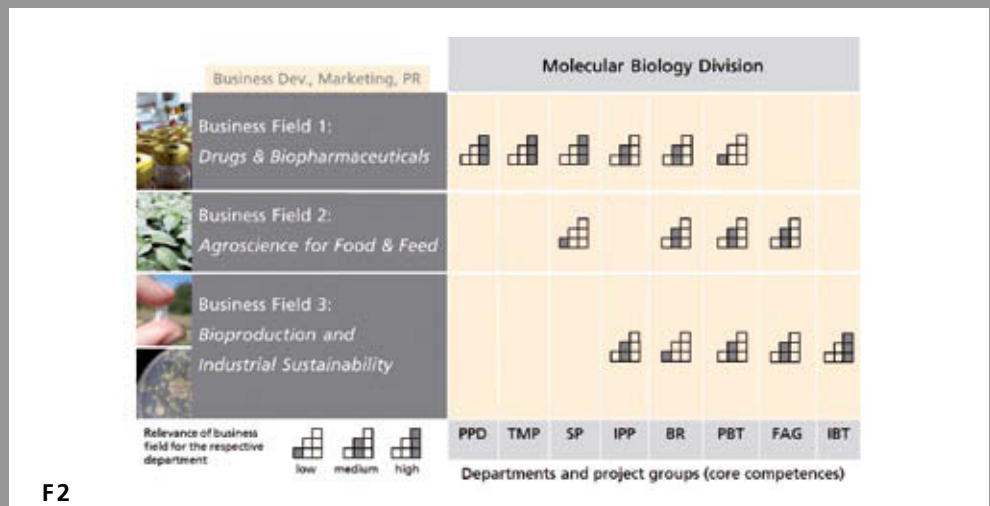 Business Dev., Marketing, PR
Molecular Biology Division
Business Field 1:
Drugs & Biopharmaceuticals
Business Field 2:
Agroscience for Food & Feed
Business Field 3:
Bioproduction and
Industrial Sustainability
Relevance of business
field for the respective
department
low medium high
PPD TMP SP IPP BR PBT FAG IBT
Departments and project groups (core competences)
F2